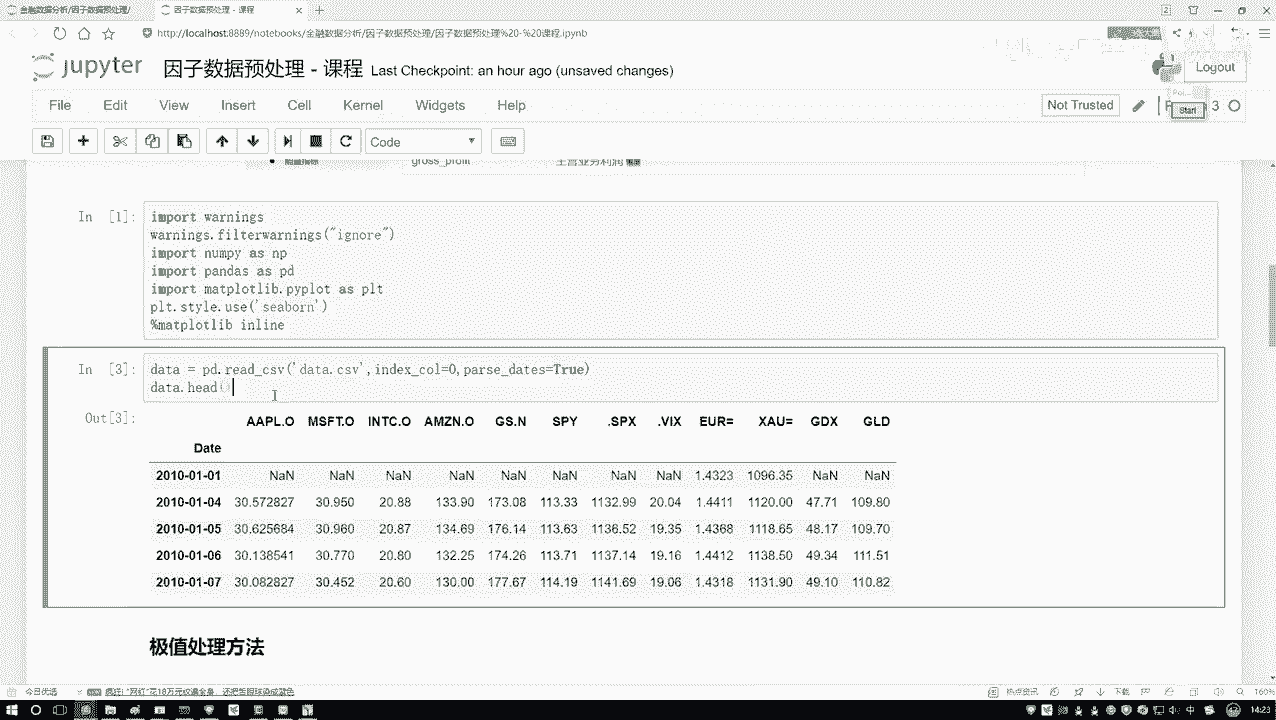 金融数据分析/因子数据预处理/
因子数据预处理 - 课程
http://localhost:8889/notebooks/金融数据分析/因子数据预处理/因子数据预处理%20-%20课程.ipynb
jupyter 因子数据预处理 - 课程 Last Checkpoint: an hour ago (unsaved changes)
Logout
File Edit View Insert Cell Kernel Widgets Help
Not Trusted
3
Start
Code
gross_profit 主营业务利润
In [1]:
import warnings
warnings.filterwarnings("ignore")
import numpy as np
import pandas as pd
import matplotlib.pyplot as plt
plt.style.use('seaborn')
%matplotlib inline
In [3]:
data = pd.read_csv('data.csv',index_col=0,parse_dates=True)
data.head()
Out[3]:
AAPL.O MSFT.O INTC.O AMZN.O GS.N SPY .SPX .VIX EUR= XAU= GDX GLD
Date
2010-01-01 NaN NaN NaN NaN NaN NaN NaN NaN 1.4323 1096.35 NaN NaN
2010-01-04 30.572827 30.950 20.88 133.90 173.08 113.33 1132.99 20.04 1.4411 1120.00 47.71 109.80
2010-01-05 30.625684 30.960 20.87 134.69 176.14 113.63 1136.52 19.35 1.4368 1118.65 48.17 109.70
2010-01-06 30.138541 30.770 20.80 132.25 174.26 113.71 1137.14 19.16 1.4412 1138.50 49.34 111.51
2010-01-07 30.082827 30.452 20.60 130.00 177.67 114.19 1141.69 19.06 1.4318 1131.90 49.10 110.82
极值处理方法
今日优选
热点资讯
下载
160%
中
14:23